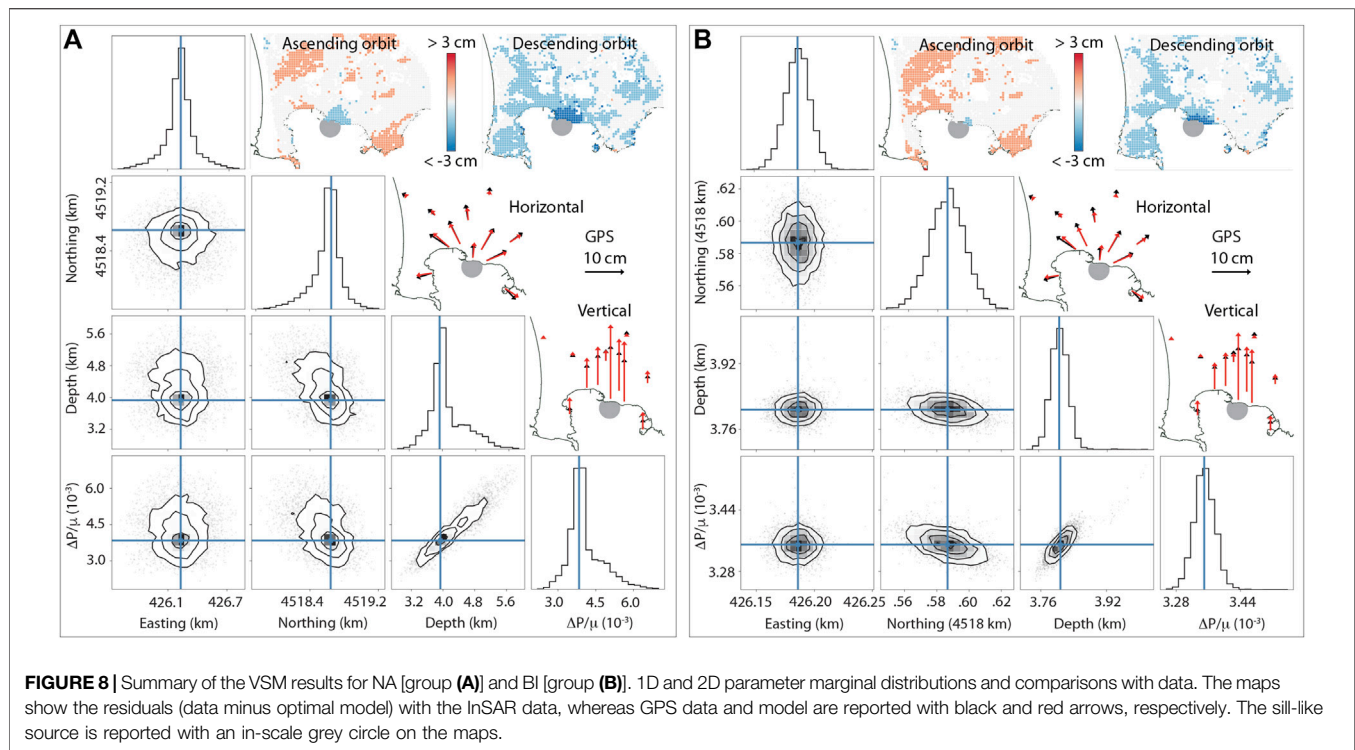 A
Ascending orbit
> 3 cm
< -3 cm
Descending orbit
Northing (km)
4519.2
4518.4
Horizontal
GPS
10 cm
Depth (km)
5.6
4.8
4.0
3.2
Vertical
ΔP/μ (10⁻³)
6.0
4.5
3.0
426.1 426.7
Easting (km)
4518.4 4519.2
Northing (km)
3.2 4.0 4.8 5.6
Depth (km)
3.0 4.5 6.0
ΔP/μ (10⁻³)
B
Ascending orbit
> 3 cm
< -3 cm
Descending orbit
Northing (4518 km)
.62
.60
.58
.56
Horizontal
GPS
10 cm
Depth (km)
3.92
3.76
Vertical
ΔP/μ (10⁻³)
3.44
3.28
426.15 426.20 426.25
Easting (km)
.56 .58 .60 .62
Northing (4518 km)
3.76 3.92
Depth (km)
3.28 3.44
ΔP/μ (10⁻³)
FIGURE 8 | Summary of the VSM results for NA [group (A)] and BI [group (B)]. 1D and 2D parameter marginal distributions and comparisons with data. The maps
show the residuals (data minus optimal model) with the InSAR data, whereas GPS data and model are reported with black and red arrows, respectively. The sill-like
source is reported with an in-scale grey circle on the maps.